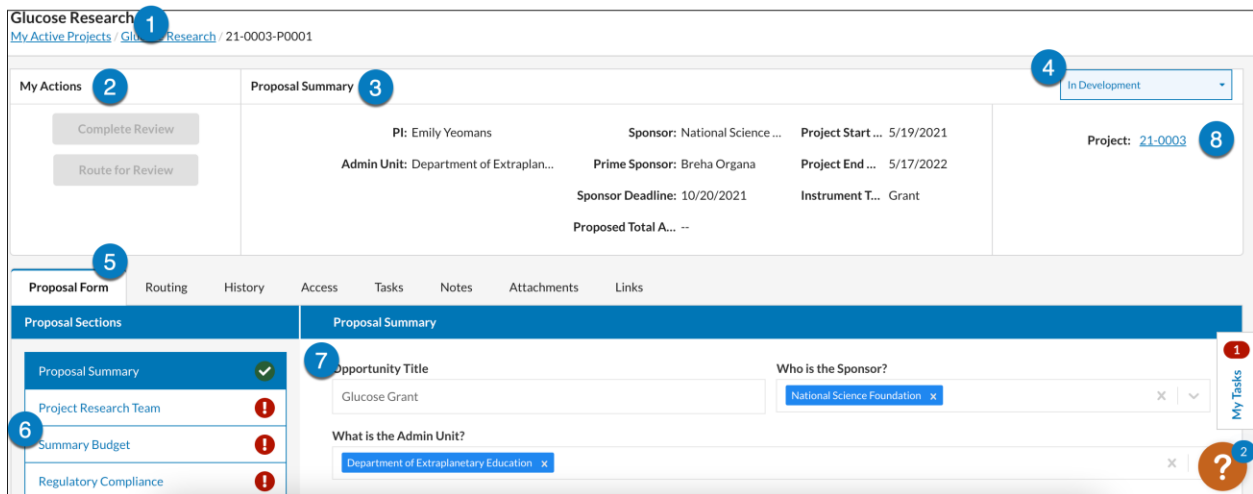 Glucose Research
1
My Active Projects / Glucose Research / 21-0003-P0001
My Actions 2
Proposal Summary 3
4
In Development
Complete Review
Route for Review
PI: Emily Yeomans
Sponsor: National Science ...
Project Start ... 5/19/2021
Admin Unit: Department of Extraplan...
Prime Sponsor: Breha Organa
Project End ... 5/17/2022
Sponsor Deadline: 10/20/2021
Instrument T... Grant
Proposed Total A... --
Project: 21-0003 8
5
Proposal Form Routing History Access Tasks Notes Attachments Links
Proposal Sections
Proposal Summary
Proposal Summary
Project Research Team
6
Summary Budget
Regulatory Compliance
7
Opportunity Title
Glucose Grant
Who is the Sponsor?
National Science Foundation x
What is the Admin Unit?
Department of Extraplanetary Education x
1
My Tasks
? 2